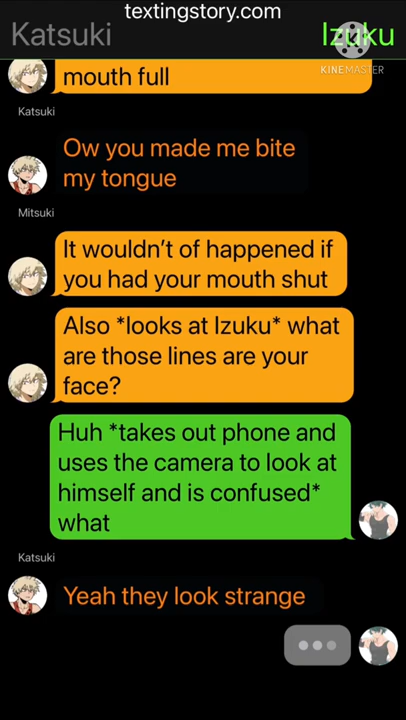 textingstory.com
Katsuki
Izuku
KINEMASTER
mouth full
Katsuki
Ow you made me bite
my tongue
Mitsuki
It wouldn't of happened if
you had your mouth shut
Also *looks at Izuku* what
are those lines are your
face?
Huh *takes out phone and
uses the camera to look at
himself and is confused*
what
Katsuki
Yeah they look strange